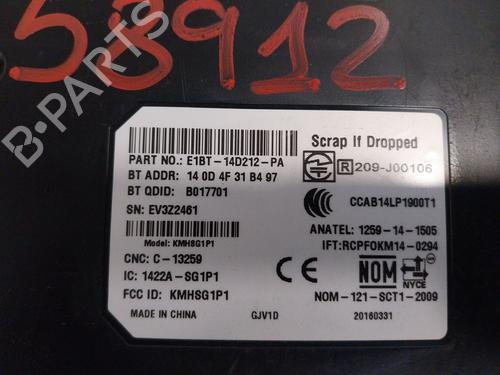 58912
B-PARTS
Scrap If Dropped
PART NO.: E1BT-14D212-PA
R 209-J00106
BT ADDR: 14 0D 4F 31 B4 97
BT QDID: B017701
CCAB14LP1900T1
SN: EV3Z2461
ANATEL: 1259-14-1505
Model: KMHSG1P1
IFT:RCPFOKM14-0294
CNC: C-13259
IC: 1422A-SG1P1
CE
NOM
NYCE
FCC ID: KMHSG1P1
NOM-121-SCT1-2009
MADE IN CHINA
GJV1D
20160331